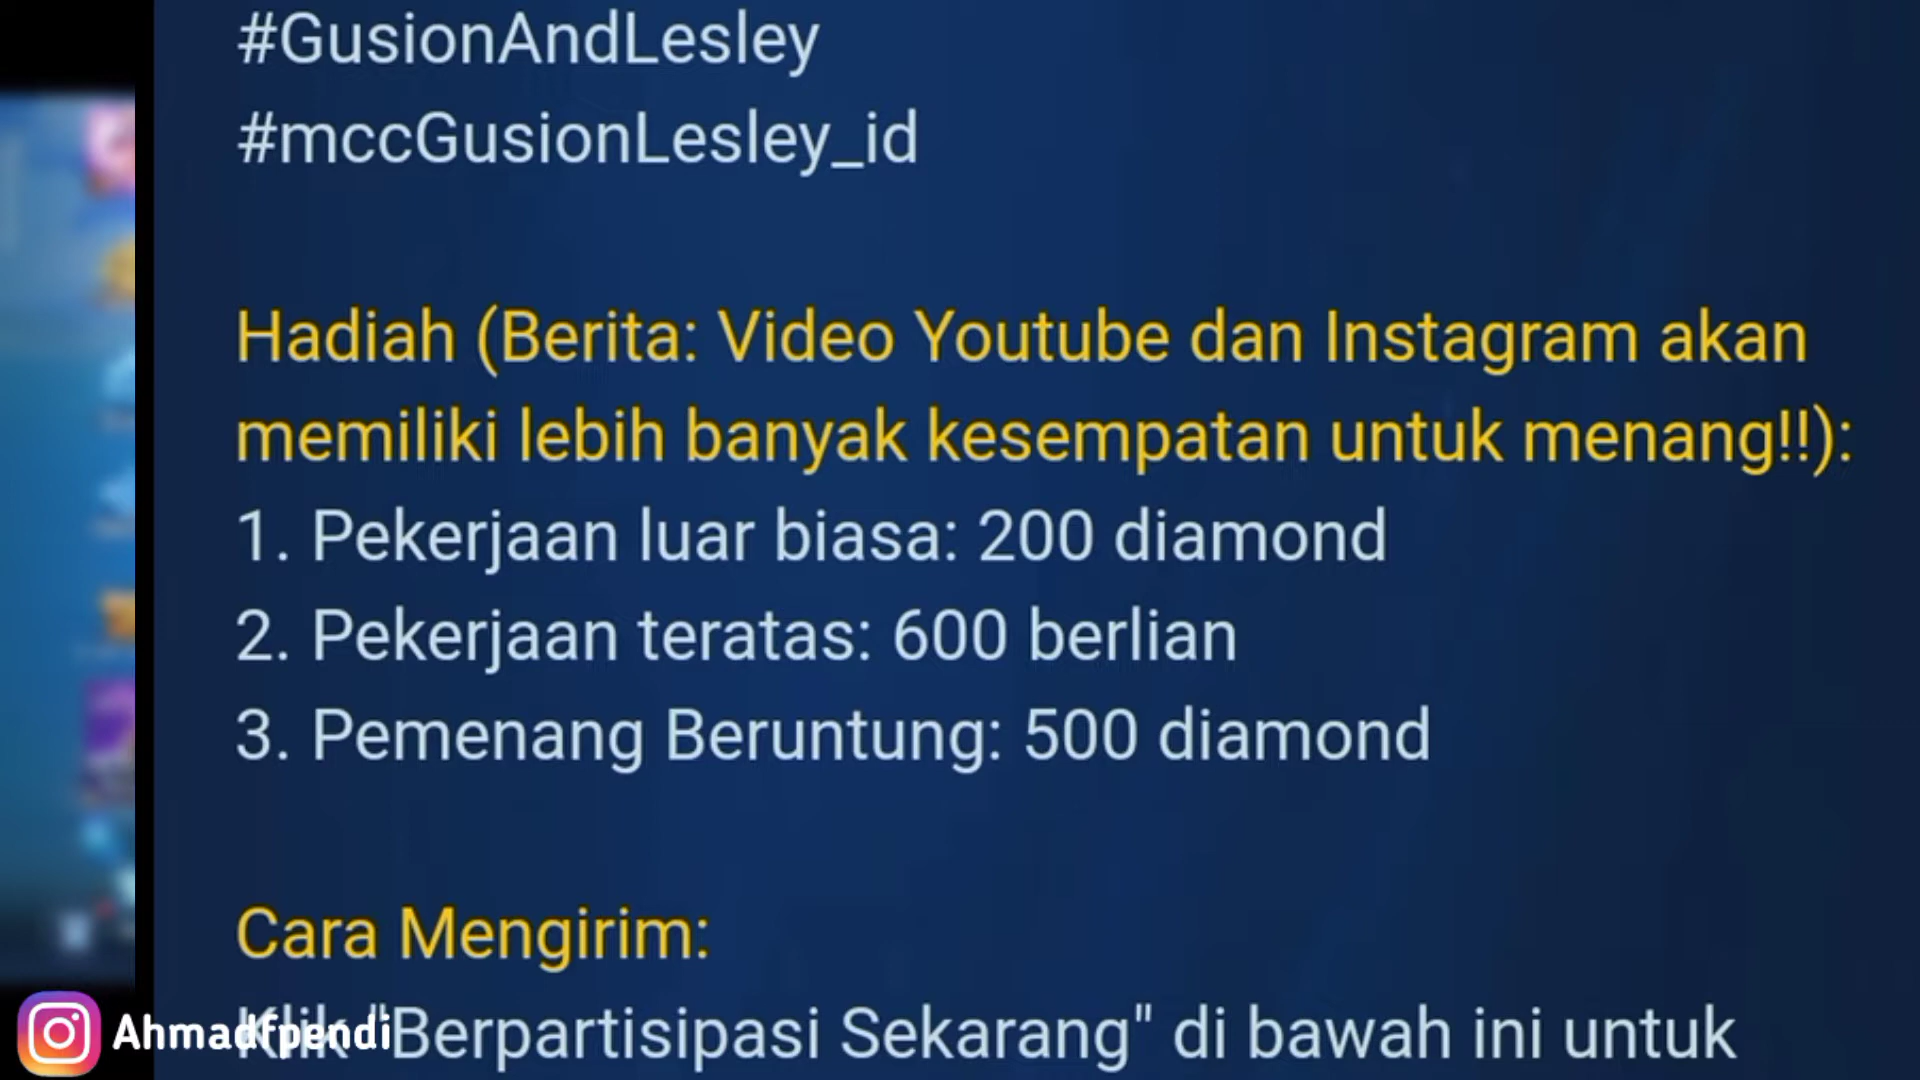 #GusionAndLesley
#mccGusionLesley_id
Hadiah (Berita: Video Youtube dan Instagram akan
memiliki lebih banyak kesempatan untuk menang!!):
1. Pekerjaan luar biasa: 200 diamond
2. Pekerjaan teratas: 600 berlian
3. Pemenang Beruntung: 500 diamond
Cara Mengirim:
Klik "Berpartisipasi Sekarang" di bawah ini untuk
Ahmadfpendi